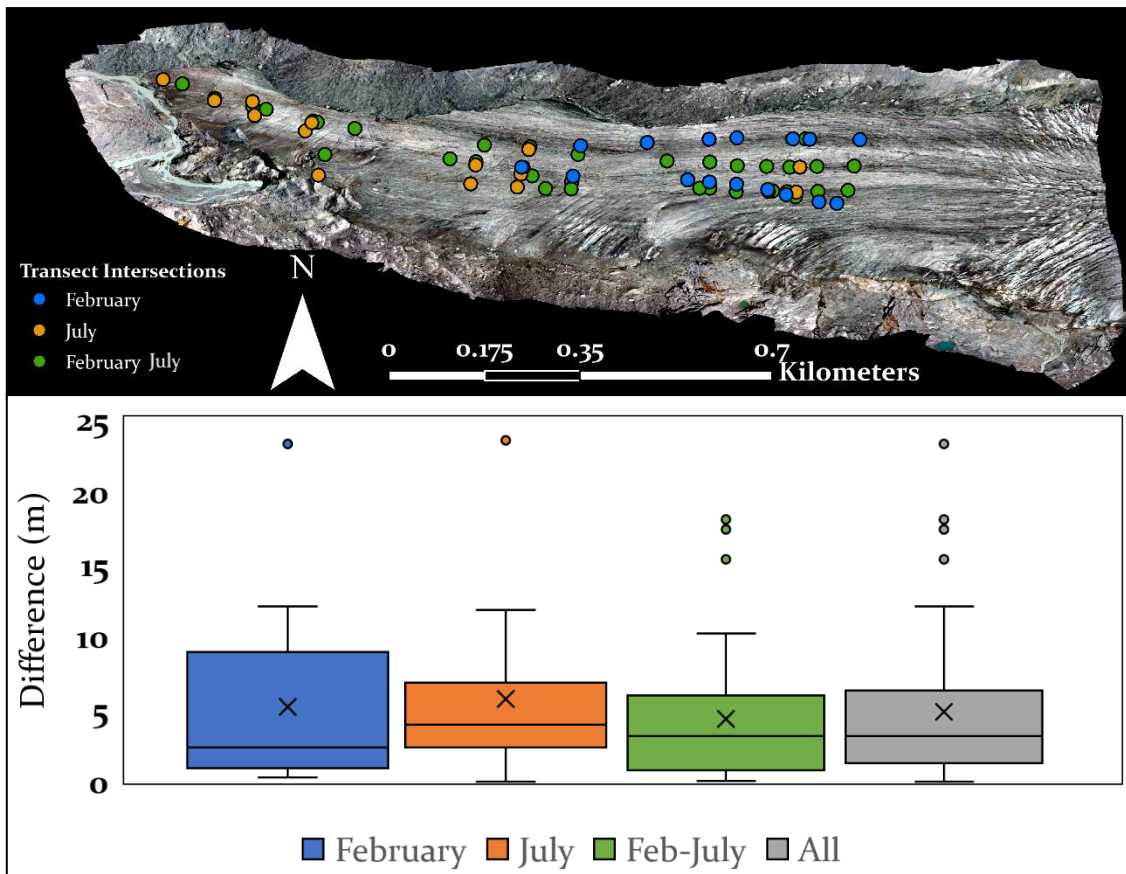 Transect Intersections
February
July
February July
N
0 0.175 0.35 0.7
Kilometers
Difference (m)
25
20
15
10
5
0
February July Feb-July All